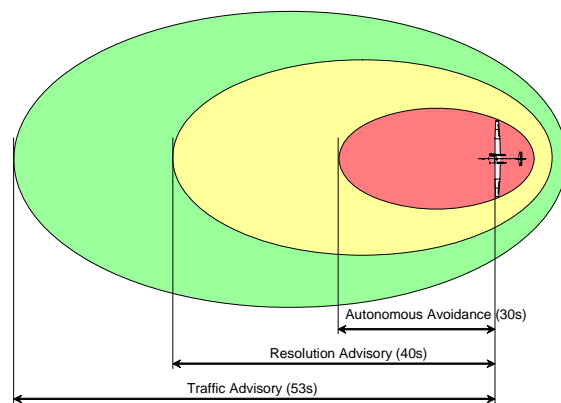 Autonomous Avoidance (30s)
Resolution Advisory (40s)
Traffic Advisory (53s)